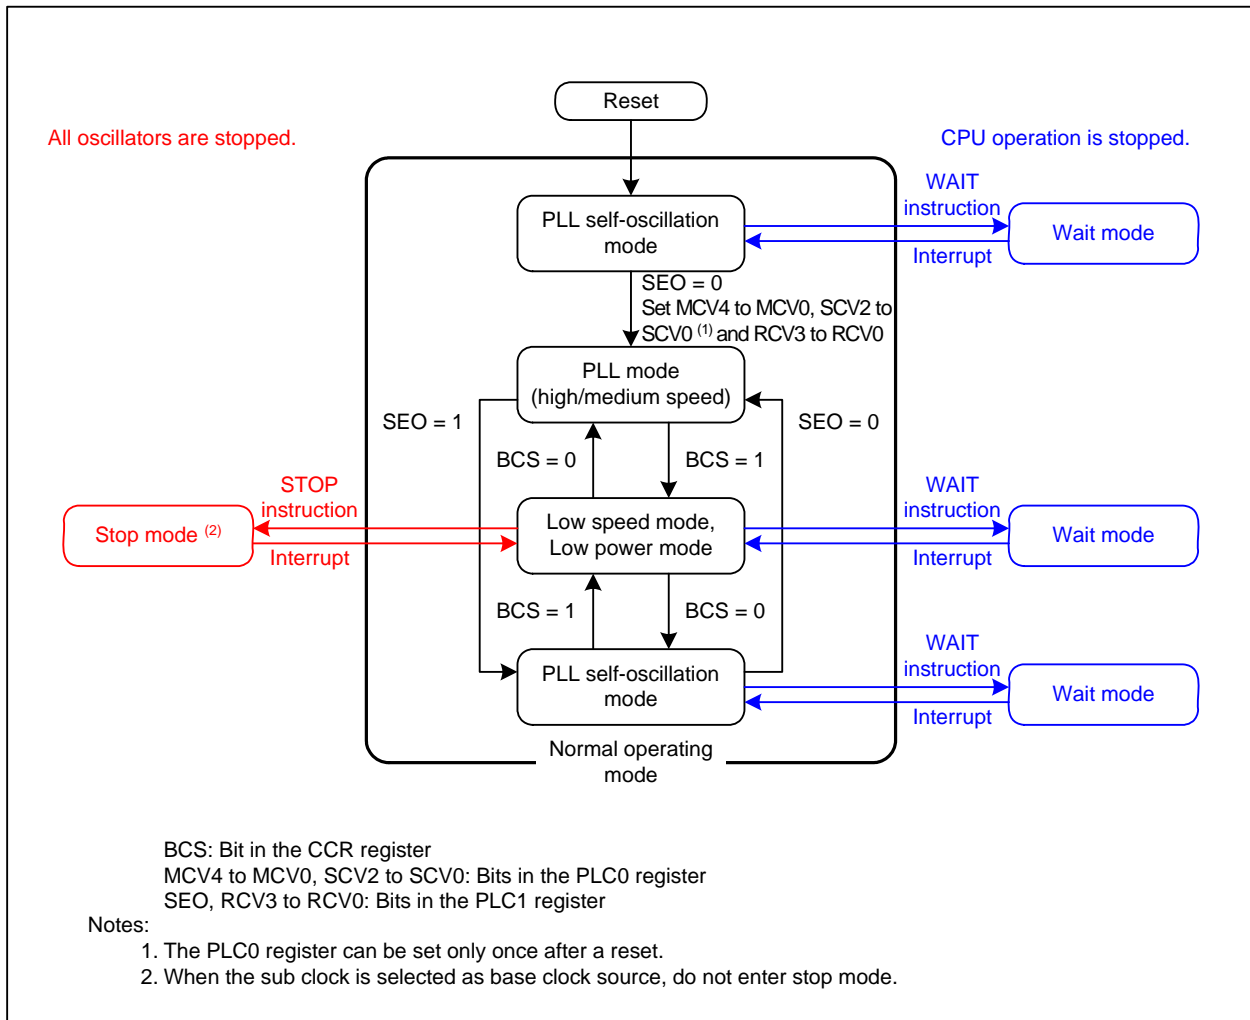 Reset
All oscillators are stopped.
CPU operation is stopped.
PLL self-oscillation
mode
WAIT
instruction
Interrupt
Wait mode
SEO = 0
Set MCV4 to MCV0, SCV2 to
SCV0 (1) and RCV3 to RCV0
PLL mode
(high/medium speed)
SEO = 1
SEO = 0
BCS = 0
BCS = 1
STOP
instruction
Interrupt
Stop mode (2)
Low speed mode,
Low power mode
WAIT
instruction
Interrupt
Wait mode
BCS = 1
BCS = 0
PLL self-oscillation
mode
WAIT
instruction
Interrupt
Wait mode
Normal operating
mode
BCS: Bit in the CCR register
MCV4 to MCV0, SCV2 to SCV0: Bits in the PLC0 register
SEO, RCV3 to RCV0: Bits in the PLC1 register
Notes:
1. The PLC0 register can be set only once after a reset.
2. When the sub clock is selected as base clock source, do not enter stop mode.